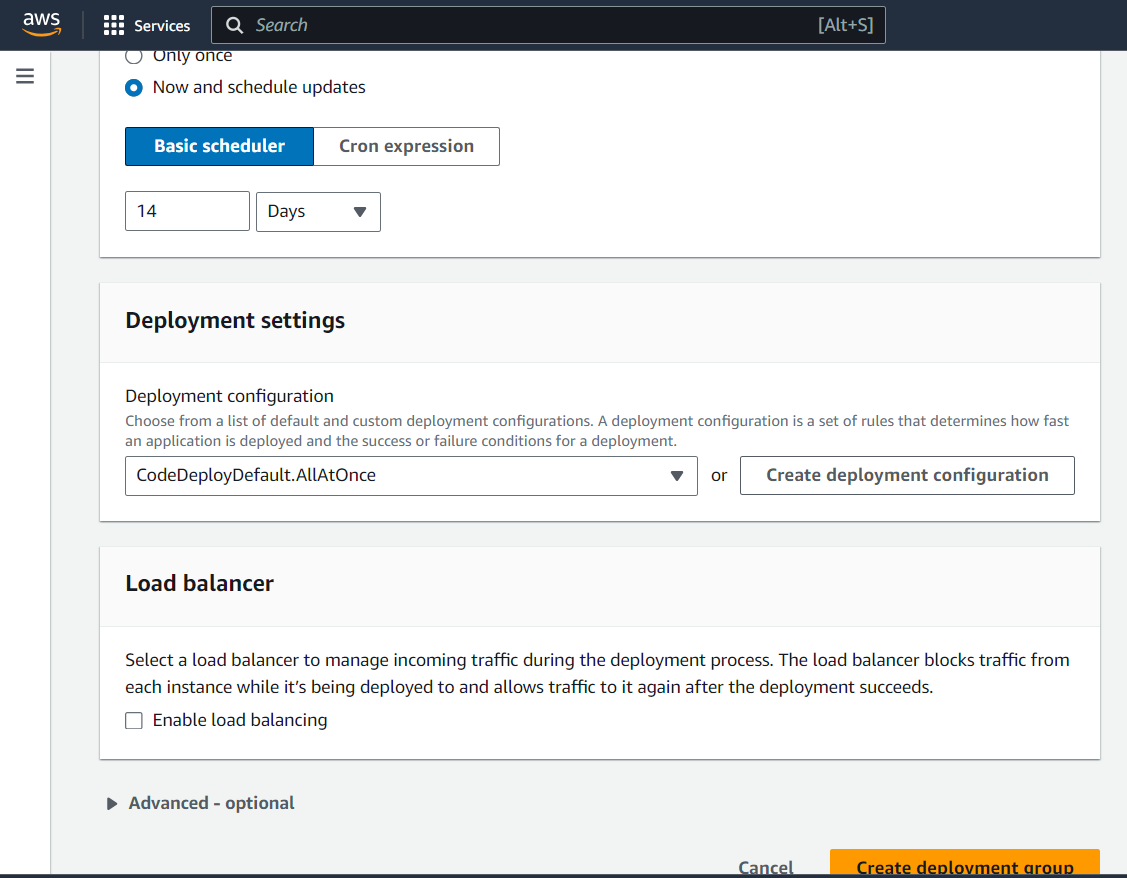 aws
Services
Search
[Alt+S]
Only once
Now and schedule updates
Basic scheduler
Cron expression
14
Days
Deployment settings
Deployment configuration
Choose from a list of default and custom deployment configurations. A deployment configuration is a set of rules that determines how fast
an application is deployed and the success or failure conditions for a deployment.
CodeDeployDefault.AllAtOnce
or
Create deployment configuration
Load balancer
Select a load balancer to manage incoming traffic during the deployment process. The load balancer blocks traffic from
each instance while it's being deployed to and allows traffic to it again after the deployment succeeds.
Enable load balancing
Advanced - optional
Cancel
Create deployment group